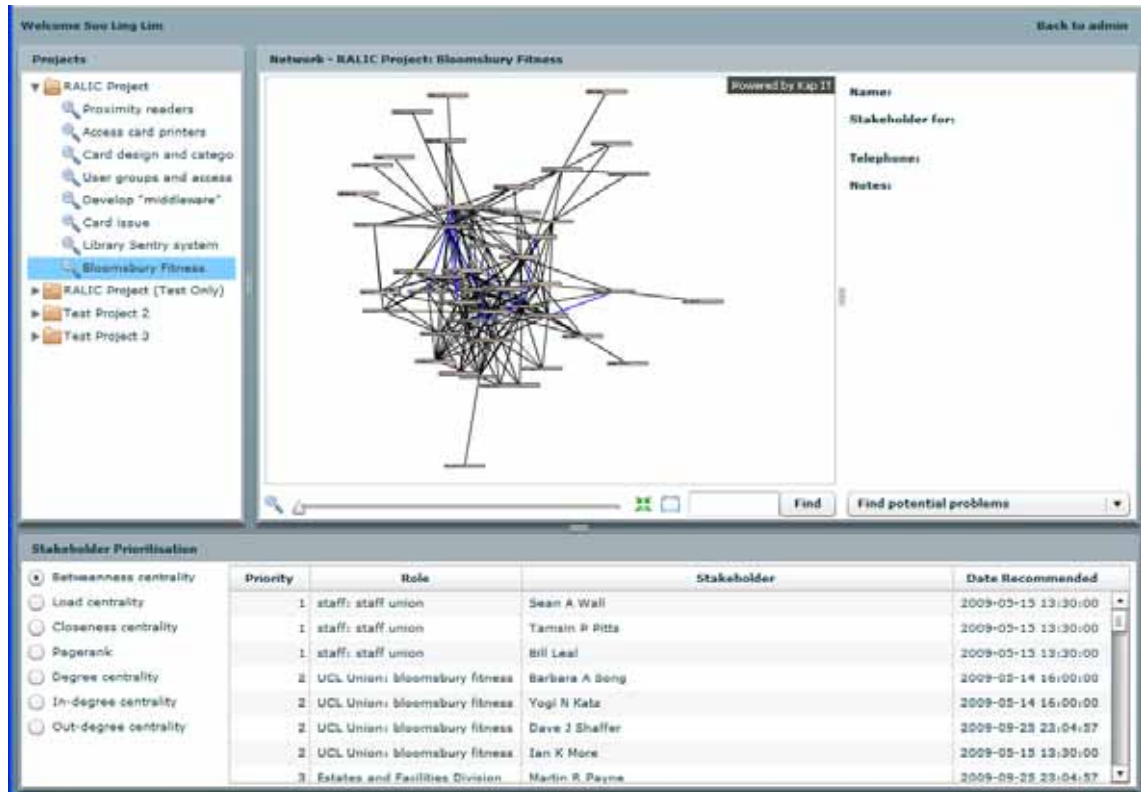 Welcome Soo Ling Lim
Back to admin
Projects
RALIC Project
Proximity readers
Access card printers
Card design and catego
User groups and access
Develop "middleware"
Card issue
Library Sentry system
Bloomsbury Fitness
RALIC Project (Test Only)
Test Project 2
Test Project 3
Network - RALIC Project: Bloomsbury Fitness
Powered by Kap IT
Name:
Stakeholder for:
Telephone:
Notes:
Find
Find potential problems
Stakeholder Prioritisation
Betweenness centrality
Load centrality
Closeness centrality
Pagerank
Degree centrality
In-degree centrality
Out-degree centrality
Priority Role Stakeholder Date Recommended
1 staff: staff union Sean A Wall 2009-05-15 13:30:00
1 staff: staff union Tamsin P Pitts 2009-05-15 13:30:00
1 staff: staff union Bill Leal 2009-05-15 13:30:00
2 UCL Union: bloomsbury fitness Barbara A Song 2009-05-14 16:00:00
2 UCL Union: bloomsbury fitness Yogi N Katz 2009-05-14 16:00:00
2 UCL Union: bloomsbury fitness Dave J Shaffer 2009-09-25 23:04:57
2 UCL Union: bloomsbury fitness Ian K More 2009-05-15 13:30:00
3 Estates and Facilities Division Martin R Payne 2009-09-25 23:04:57